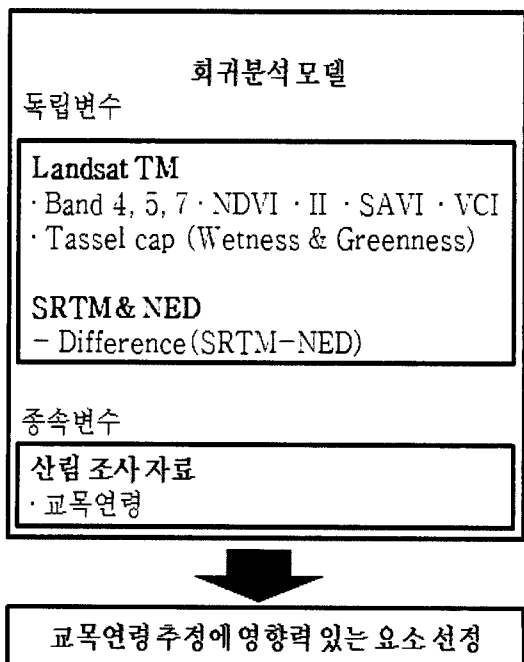 회귀분석 모델
독립변수
Landsat TM
· Band 4, 5, 7 · NDVI · II · SAVI · VCI
· Tassel cap (Wetness & Greenness)
SRTM & NED
- Difference(SRTM-NED)
종속변수
산림 조사 자료
· 교목연령
교목연령 추정에 영향력 있는 요소 선정